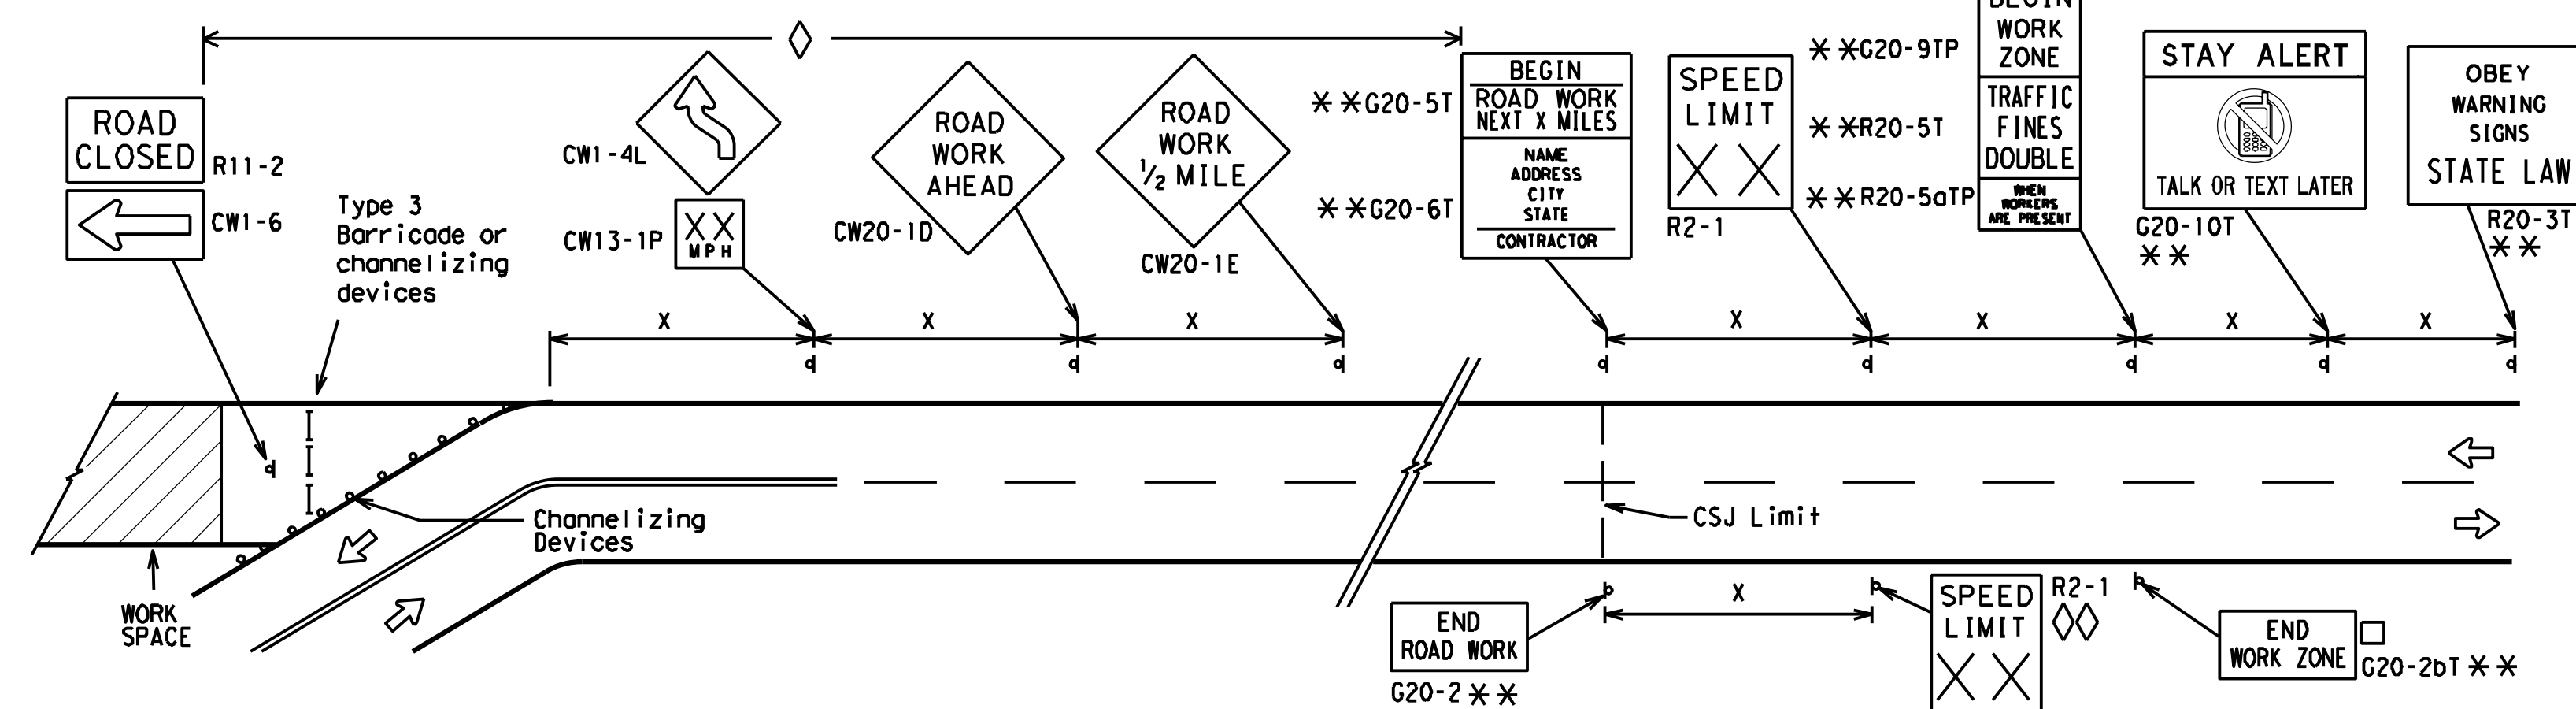 ROAD
CLOSED
R11-2
CW1-6
Type 3
Barricade or
channelizing
devices
CW1-4L
CW13-1P
X X
M P H
ROAD
WORK
AHEAD
CW20-1D
ROAD
WORK
1/2 MILE
CW20-1E
* *G20-5T
* *G20-6T
BEGIN
ROAD WORK
NEXT X MILES
NAME
ADDRESS
CITY
STATE
CONTRACTOR
SPEED
LIMIT
X X
R2-1
* *G20-9TP
* *R20-5T
* *R20-5aTP
BEGIN
WORK
ZONE
TRAFFIC
FINES
DOUBLE
WHEN
WORKERS
ARE PRESENT
STAY ALERT
TALK OR TEXT LATER
G20-10T
* *
OBEY
WARNING
SIGNS
STATE LAW
R20-3T
* *
X X X X X X X
Channelizing
Devices
CSJ Limit
WORK
SPACE
END
ROAD WORK
G20-2 * *
X
SPEED
LIMIT
X X
R2-1
END
WORK ZONE
G20-2bT * *